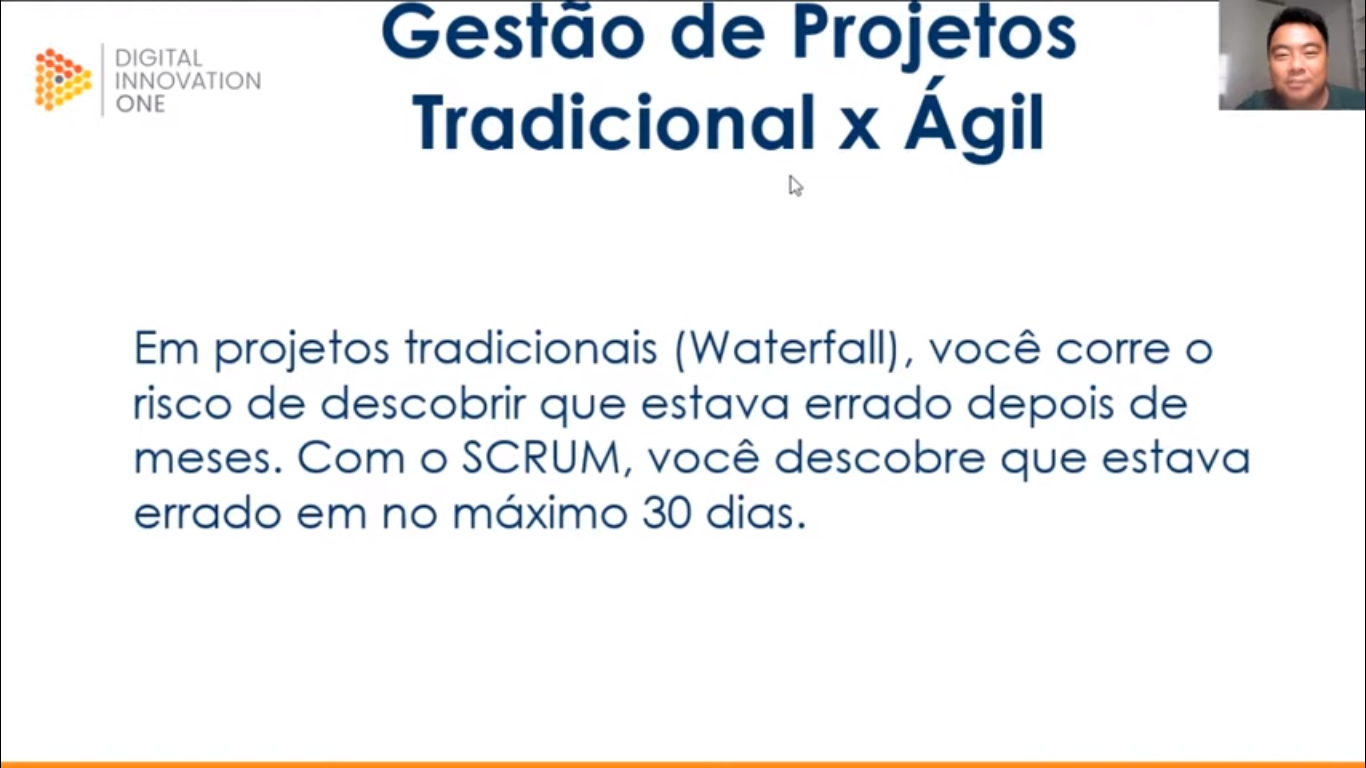 Gestão de Projetos
Tradicional x Ágil
DIGITAL
INNOVATION
ONE
Em projetos tradicionais (Waterfall), você corre o
risco de descobrir que estava errado depois de
meses. Com o SCRUM, você descobre que estava
errado em no máximo 30 dias.